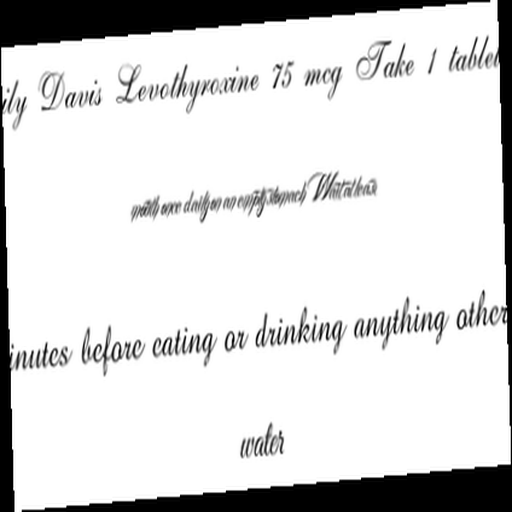 ily Davis Levothyroxine 75 mcg Take 1 tablet
mouth once daily on an empty stomach Wait at least
inutes before eating or drinking anything other
water